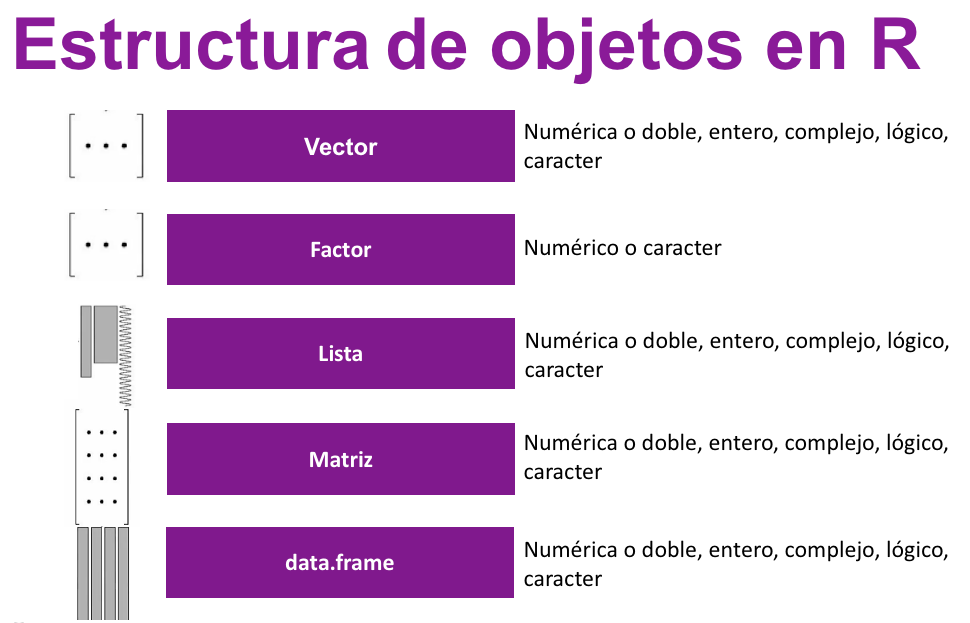 Estructura de objetos en R
Vector
Numérica o doble, entero, complejo, lógico,
caracter
Factor
Numérico o caracter
Lista
Numérica o doble, entero, complejo, lógico,
caracter
Matriz
Numérica o doble, entero, complejo, lógico,
caracter
data.frame
Numérica o doble, entero, complejo, lógico,
caracter